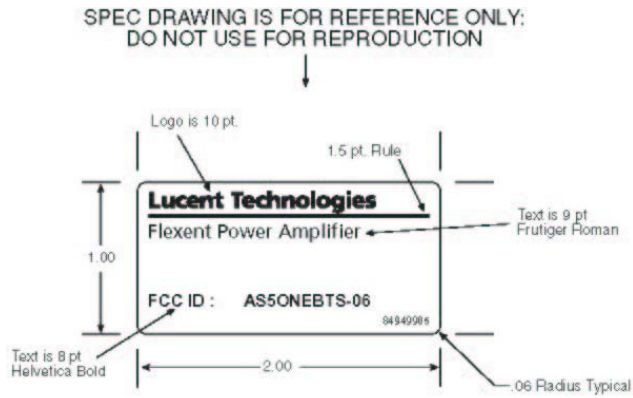 SPEC DRAWING IS FOR REFERENCE ONLY:
DO NOT USE FOR REPRODUCTION
Logo is 10 pt.
1.5 pt. Rule
Lucent Technologies
Flexent Power Amplifier
Text is 9 pt
Frutiger Roman
1.00
FCC ID : AS5ONEBTS-06
84949986
Text is 8 pt
Helvetica Bold
2.00
.06 Radius Typical